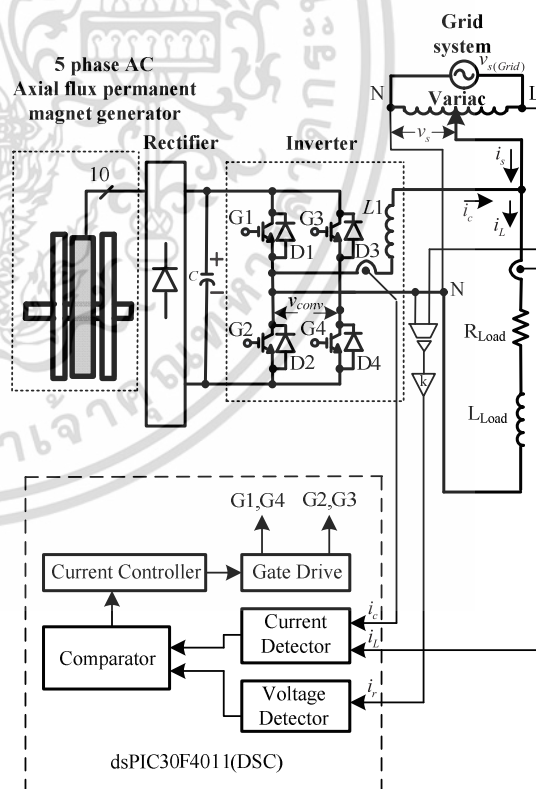 Grid
system
v_s(Grid)
5 phase AC
Axial flux permanent
magnet generator
N
Variac
L
v_s
Rectifier
Inverter
10
i_s
L1
i_c
i_L
G1
G3
D1
D3
C
+
−
N
v_conv
G2
G4
D2
D4
R_Load
k
L_Load
G1,G4
G2,G3
Current Controller
Gate Drive
Comparator
Current
Detector
i_c
i_L
Voltage
Detector
i_r
dsPIC30F4011(DSC)